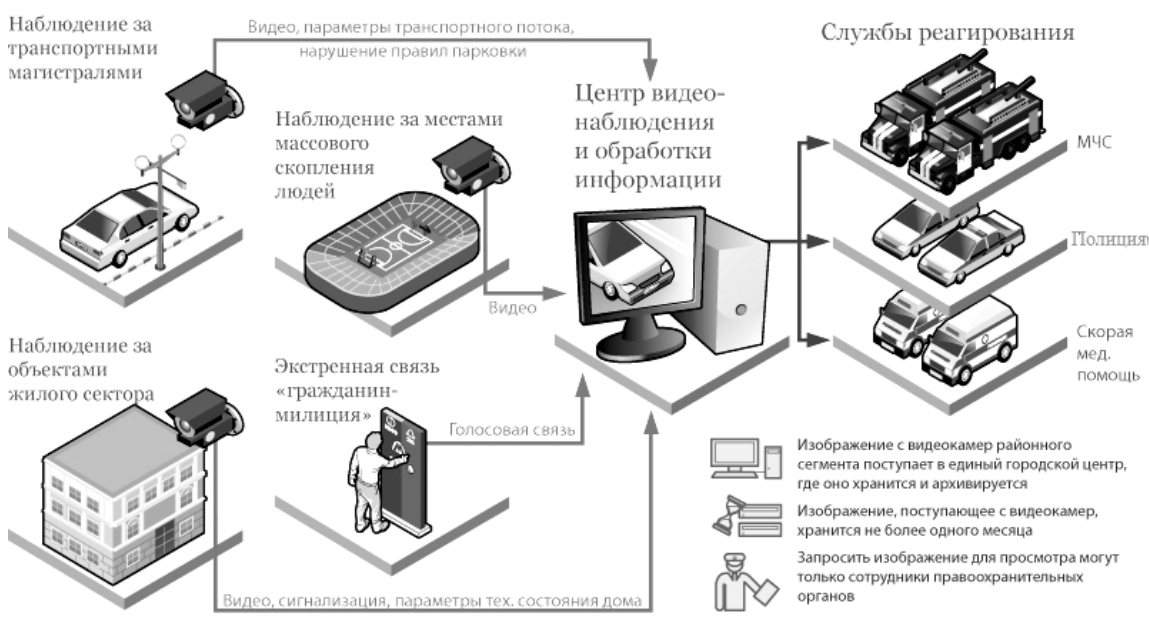 Наблюдение за
транспортными
магистралями
Видео, параметры транспортного потока,
нарушение правил парковки
Наблюдение за местами
массового
скопления
людей
Видео
Центр видео-
наблюдения
и обработки
информации
Службы реагирования
МЧС
Полиция
Скорая
мед.
помощь
Наблюдение за
объектами
жилого сектора
Экстренная связь
«гражданин-
милиция»
Голосовая связь
Видео, сигнализация, параметры тех. состояния дома
Изображение с видеокамер районного
сегмента поступает в единый городской центр,
где оно хранится и архивируется
Изображение, поступающее с видеокамер,
хранится не более одного месяца
Запросить изображение для просмотра могут
только сотрудники правоохранительных
органов